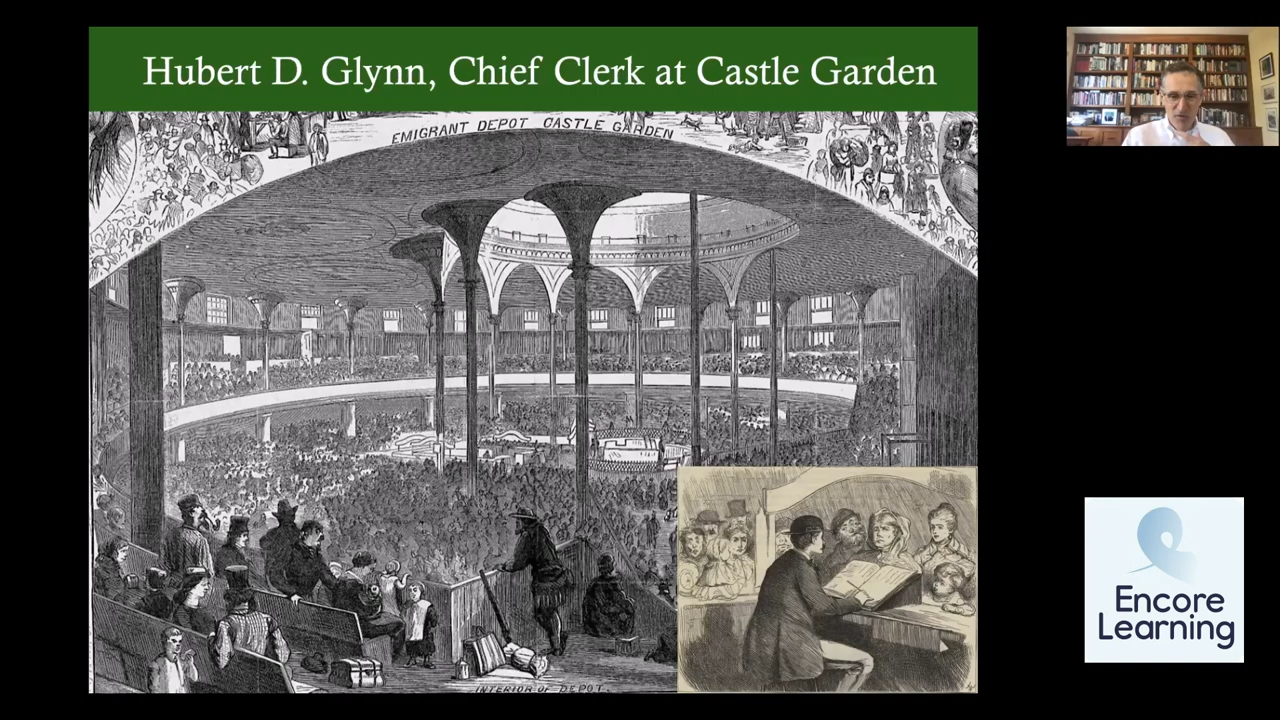 Hubert D. Glynn, Chief Clerk at Castle Garden
EMIGRANT DEPOT CASTLE GARDEN
INTERIOR OF DEPOT.
Encore
Learning